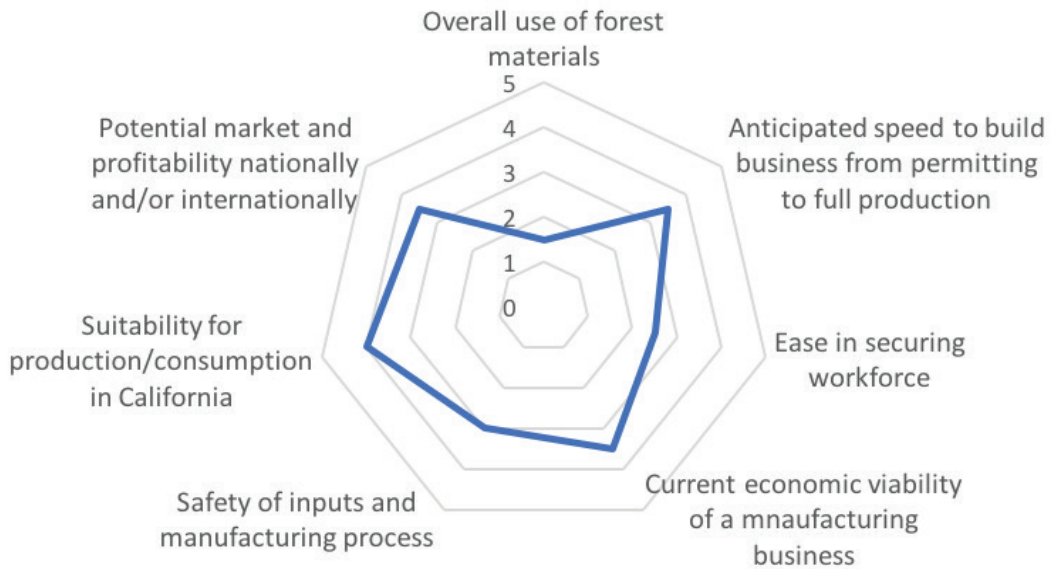 Overall use of forest
materials
5
4
3
2
1
0
Anticipated speed to build
business from permitting
to full production
Ease in securing
workforce
Current economic viability
of a mnaufacturing
business
Safety of inputs and
manufacturing process
Suitability for
production/consumption
in California
Potential market and
profitability nationally
and/or internationally